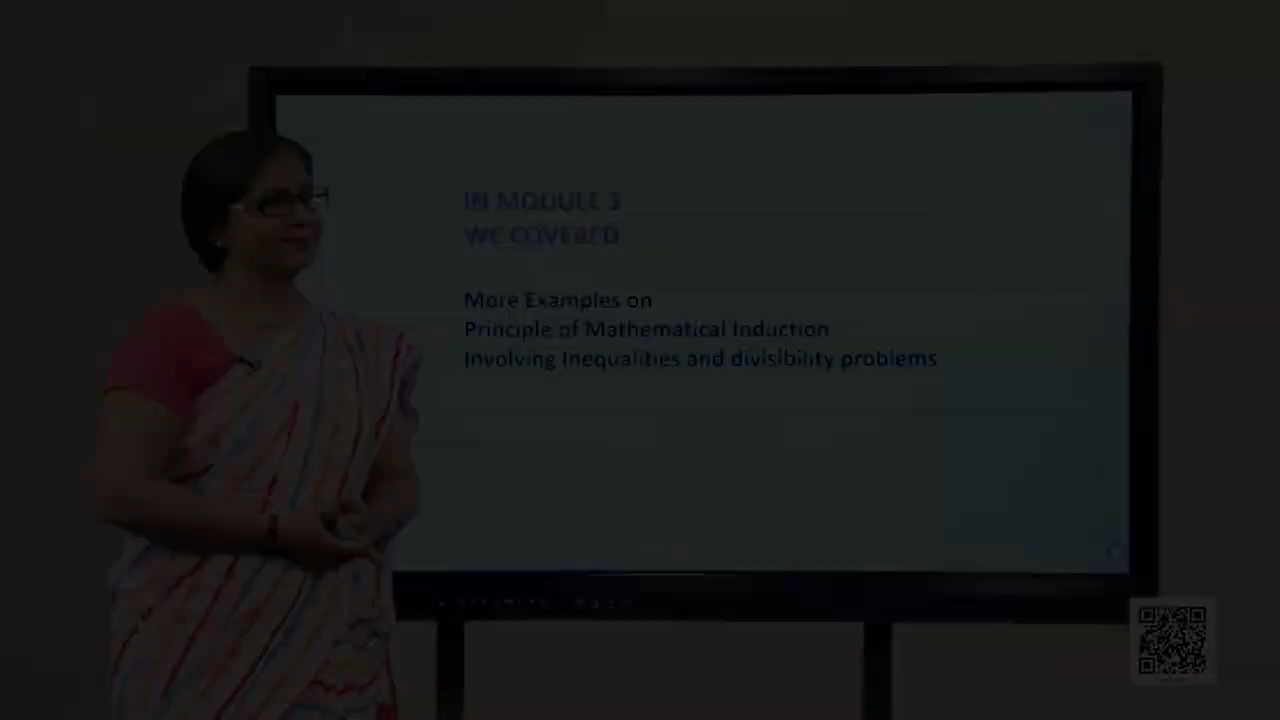 IN MODULE 3
WE COVERED
More Examples on
Principle of Mathematical Induction
Involving Inequalities and divisibility problems